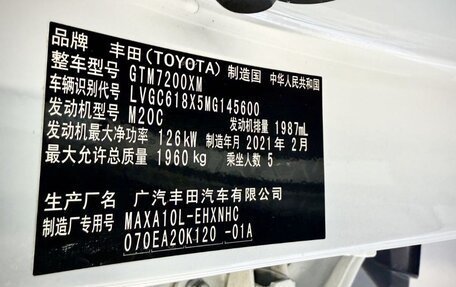 品牌 丰田(TOYOTA) 制造国 中华人民共和国
整车型号 GTM7200XM
车辆识别代号 LVGC618X5MG145600
发动机型号 M20C 发动机排量 1987mL
发动机最大净功率 126kW 制造年月 2021年2月
最大允许总质量 1960kg 乘坐人数 5
生产厂名 广汽丰田汽车有限公司
制造厂专用号 MAXA10L-EHXNHC
070EA20K120 -01A